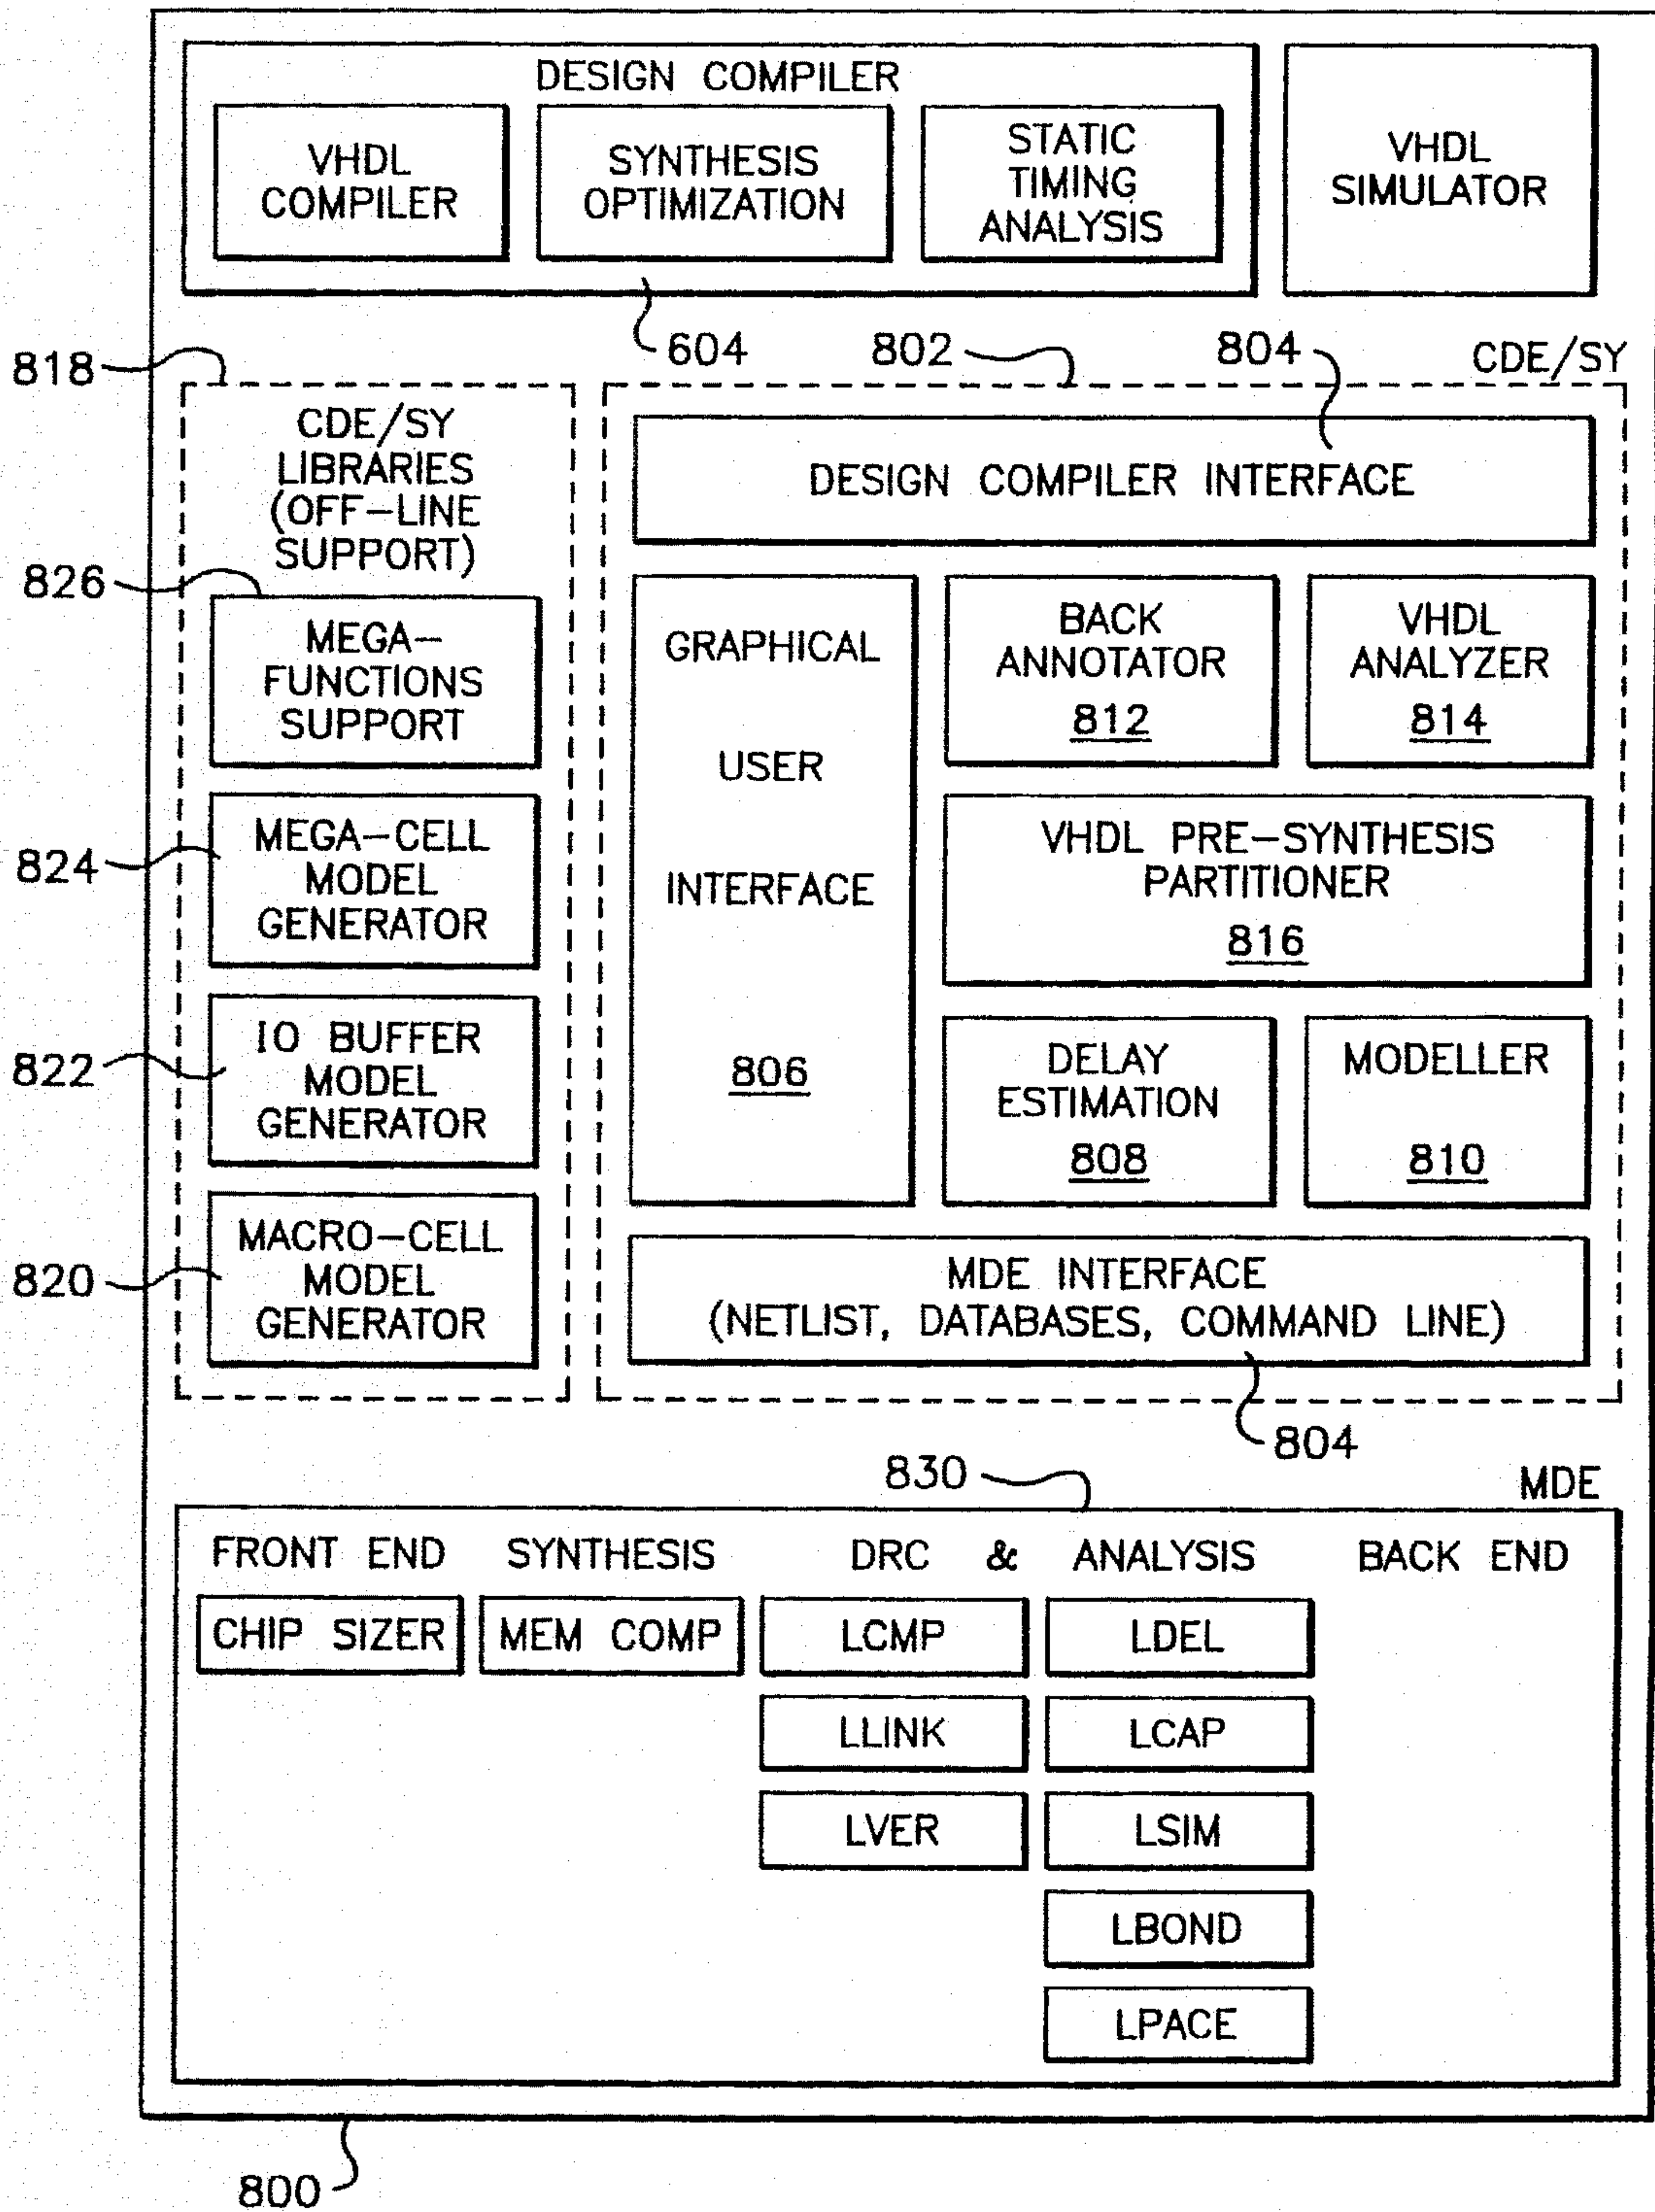 DESIGN COMPILER
VHDL
COMPILER
SYNTHESIS
OPTIMIZATION
STATIC
TIMING
ANALYSIS
VHDL
SIMULATOR
604
802
804
CDE/SY
818
CDE/SY
LIBRARIES
(OFF-LINE
SUPPORT)
826
MEGA-
FUNCTIONS
SUPPORT
824
MEGA-CELL
MODEL
GENERATOR
822
IO BUFFER
MODEL
GENERATOR
820
MACRO-CELL
MODEL
GENERATOR
DESIGN COMPILER INTERFACE
GRAPHICAL
USER
INTERFACE
806
BACK
ANNOTATOR
812
VHDL
ANALYZER
814
VHDL PRE-SYNTHESIS
PARTITIONER
816
DELAY
ESTIMATION
808
MODELLER
810
MDE INTERFACE
(NETLIST, DATABASES, COMMAND LINE)
804
830
MDE
FRONT END SYNTHESIS DRC & ANALYSIS BACK END
CHIP SIZER MEM COMP LCMP LDEL
LLINK LCAP
LVER LSIM
LBOND
LPACE
800